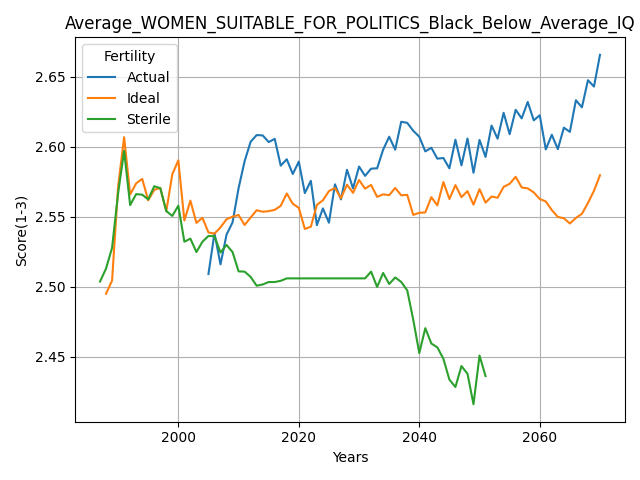 Average_WOMEN_SUITABLE_FOR_POLITICS_Black_Below_Average_IQ
Fertility
Actual
Ideal
Sterile
2.65
2.60
2.55
2.50
2.45
Score(1-3)
2000
2020
2040
2060
Years